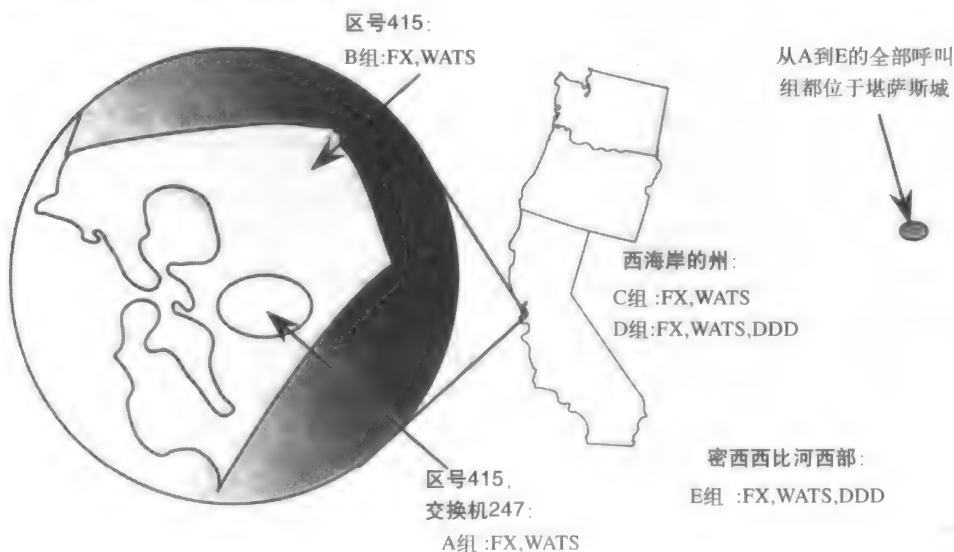 区号415:
B组:FX,WATS
从A到E的全部呼叫
组都位于堪萨斯城
西海岸的州:
C组 :FX,WATS
D组:FX,WATS,DDD
区号415,
交换机247:
A组 :FX,WATS
密西西比河西部:
E组 :FX,WATS,DDD